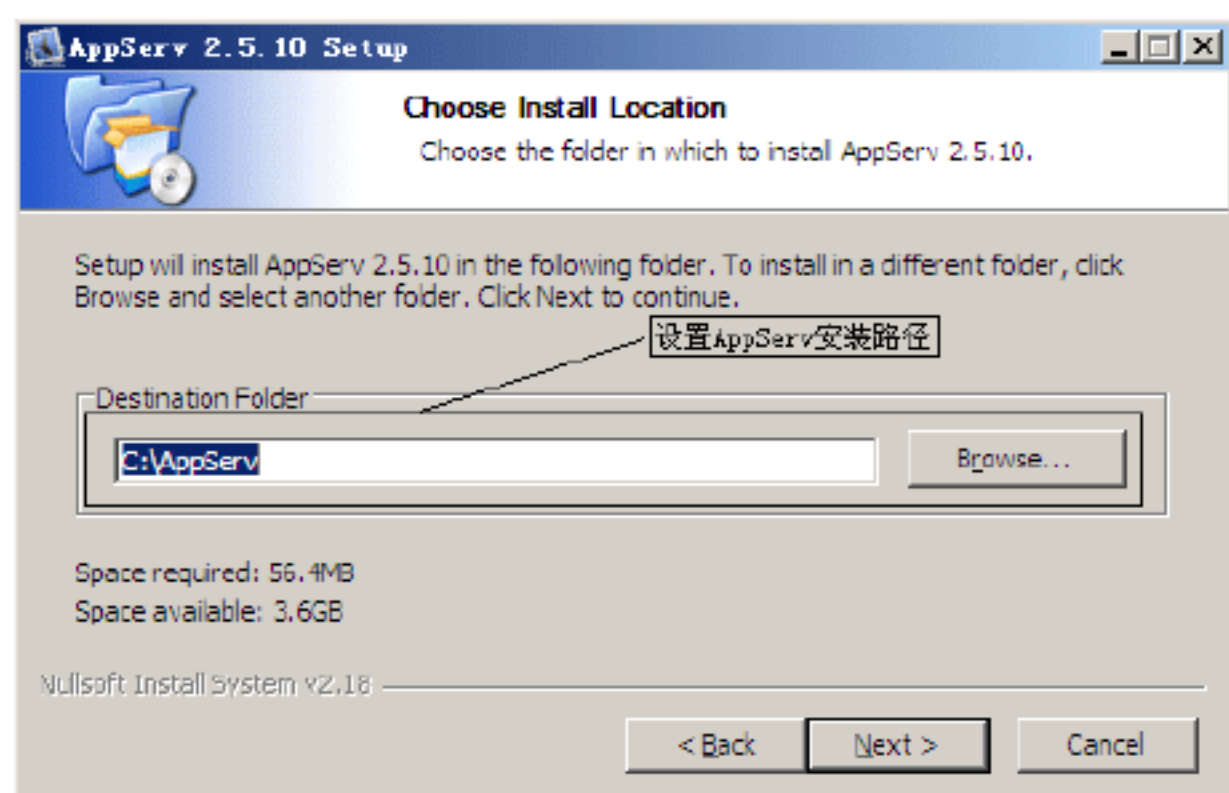 AppServ 2.5.10 Setup
Choose Install Location
Choose the folder in which to install AppServ 2.5.10.
Setup will install AppServ 2.5.10 in the following folder. To install in a different folder, click
Browse and select another folder. Click Next to continue.
设置AppServ安装路径
Destination Folder
C:\AppServ
Browse...
Space required: 56.4MB
Space available: 3.6GB
Nullsoft Install System v2.18
< Back
Next >
Cancel